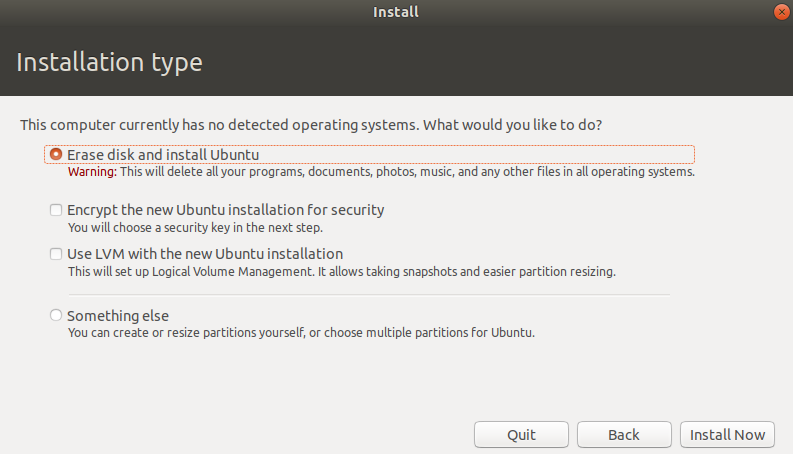 Install
Installation type
This computer currently has no detected operating systems. What would you like to do?
Erase disk and install Ubuntu
Warning: This will delete all your programs, documents, photos, music, and any other files in all operating systems.
Encrypt the new Ubuntu installation for security
You will choose a security key in the next step.
Use LVM with the new Ubuntu installation
This will set up Logical Volume Management. It allows taking snapshots and easier partition resizing.
Something else
You can create or resize partitions yourself, or choose multiple partitions for Ubuntu.
Quit
Back
Install Now